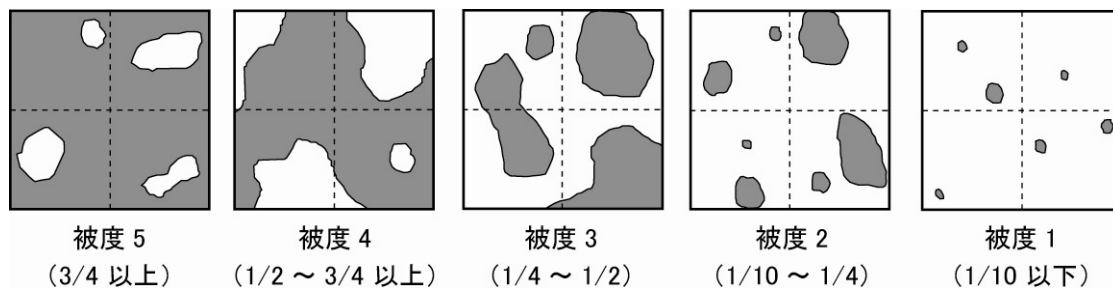 被度 5
(3/4 以上)
被度 4
(1/2 ～ 3/4 以上)
被度 3
(1/4 ～ 1/2)
被度 2
(1/10 ～ 1/4)
被度 1
(1/10 以下)